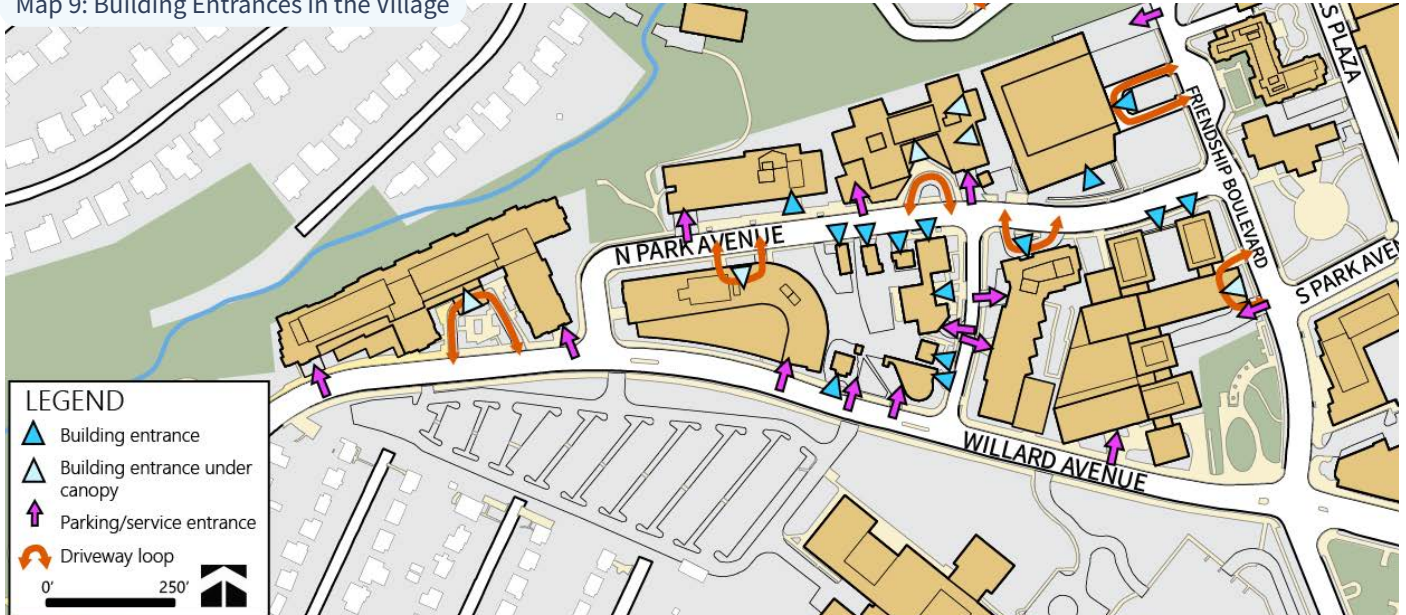 Map 9: Building Entrances in the Village
N PARK AVENUE
FRIENDSHIP BOULEVARD
S PLAZA
S PARK AVEN
WILLARD AVENUE
LEGEND
Building entrance
Building entrance under
canopy
Parking/service entrance
Driveway loop
0' 250'